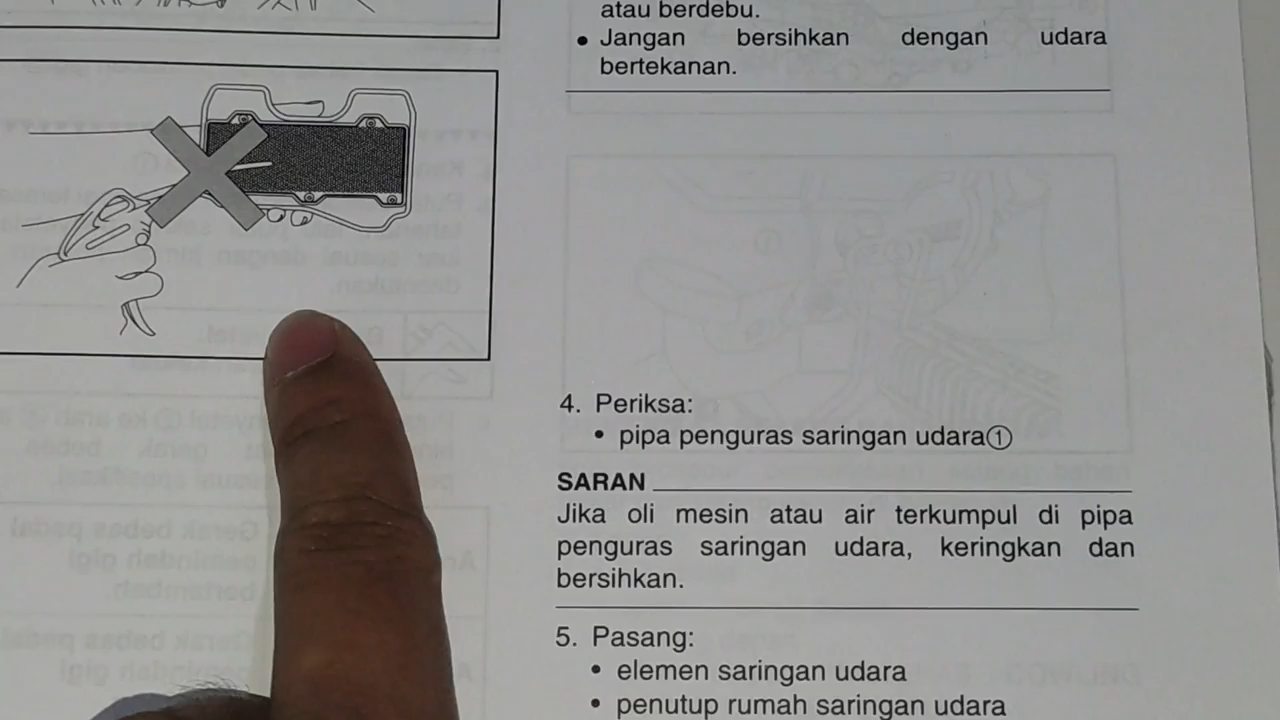 atau berdebu.
• Jangan bersihkan dengan udara
bertekanan.
4. Periksa:
• pipa penguras saringan udara①
SARAN
Jika oli mesin atau air terkumpul di pipa
penguras saringan udara, keringkan dan
bersihkan.
5. Pasang:
• elemen saringan udara
• penutup rumah saringan udara